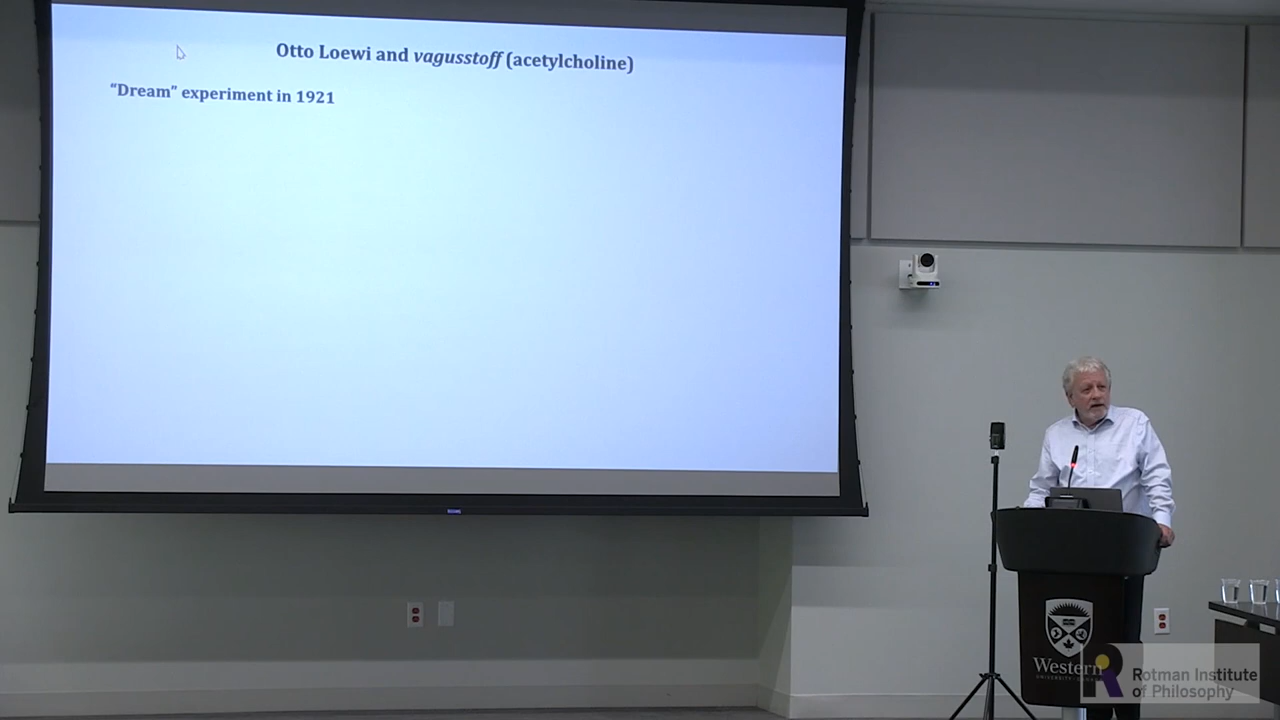 Otto Loewi and vagusstoff (acetylcholine)
“Dream” experiment in 1921
Western
Rotman Institute
of Philosophy